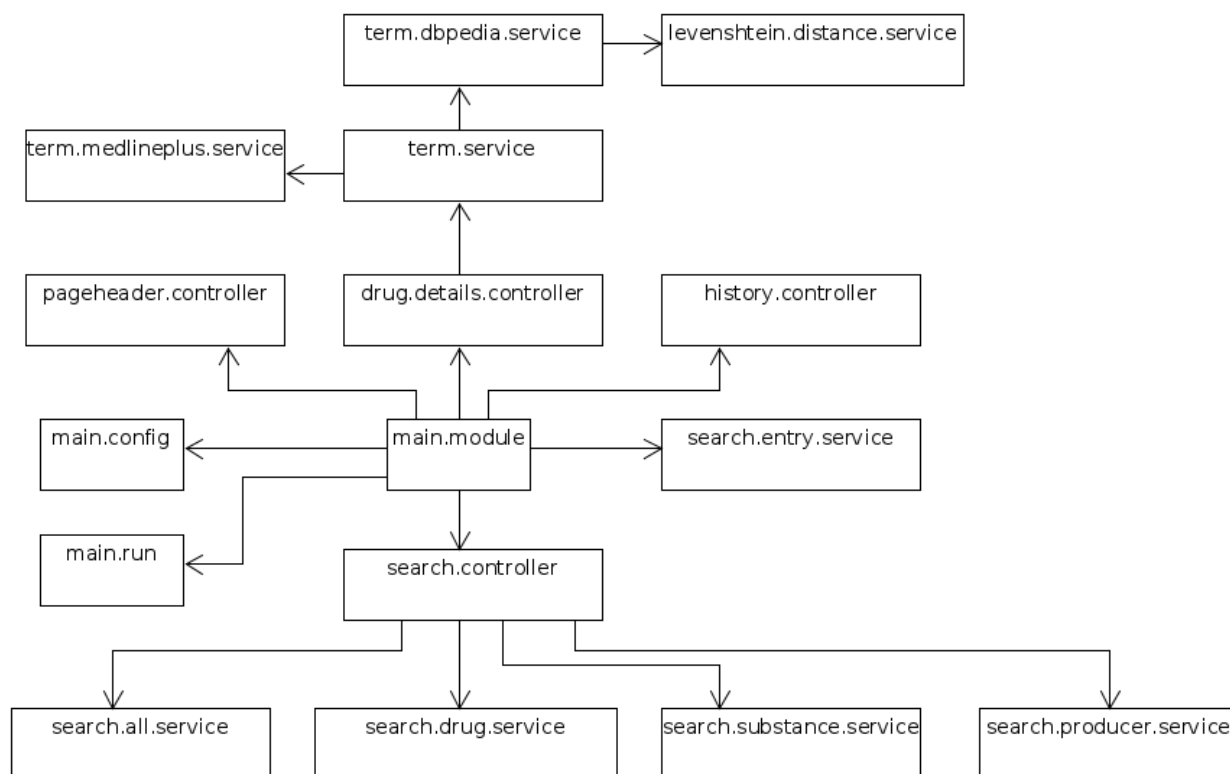 term.dbpedia.service
levenshtein.distance.service
term.medlineplus.service
term.service
pageheader.controller
drug.details.controller
history.controller
main.config
main.module
search.entry.service
main.run
search.controller
search.all.service
search.drug.service
search.substance.service
search.producer.service